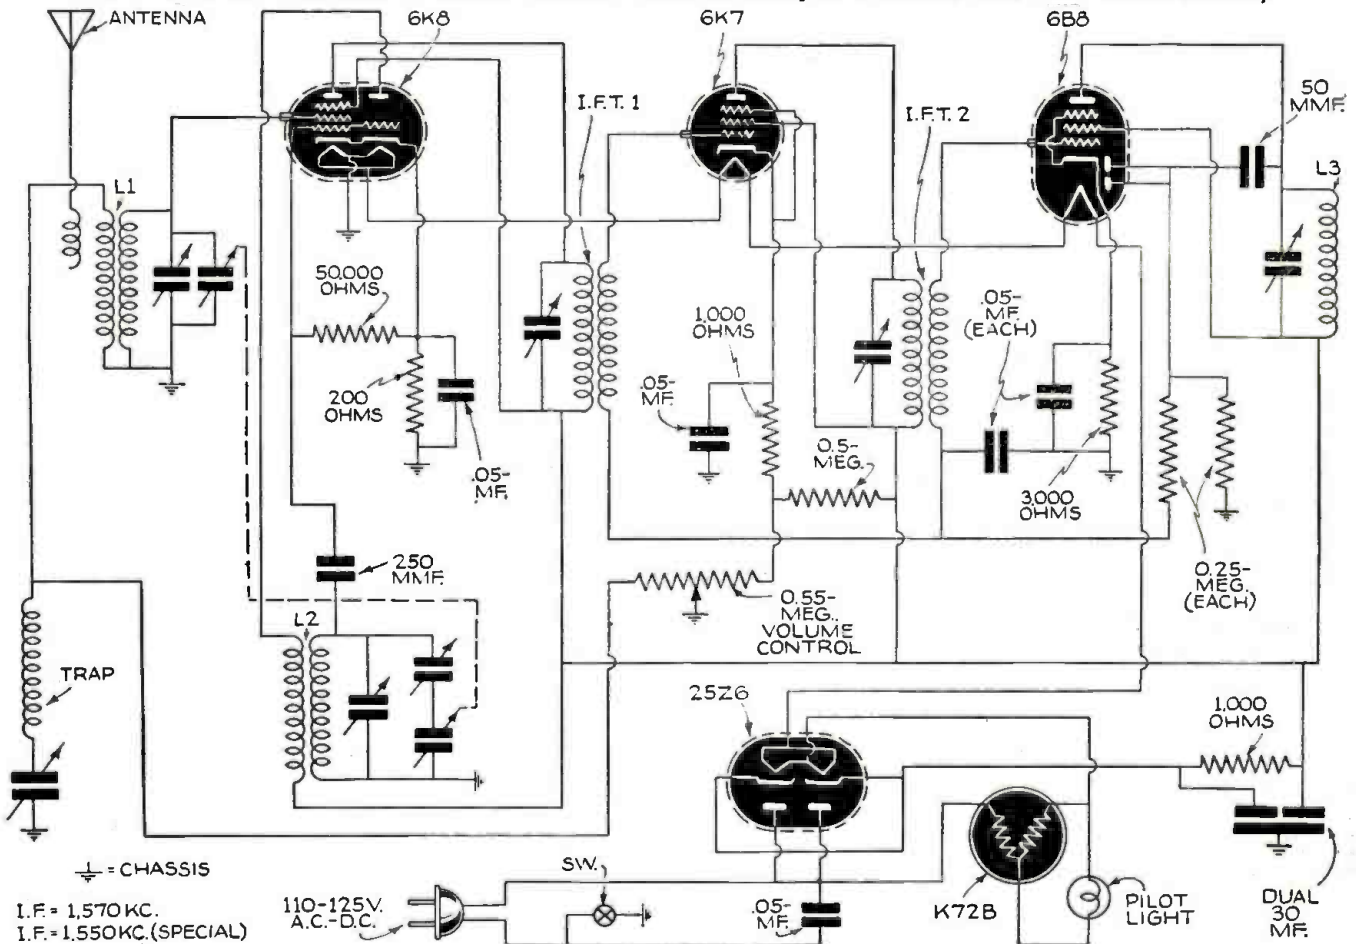 ANTENNA
6K8
6K7
6B8
50
MMF.
I.F.T. 1
I.F.T. 2
L1
L3
50,000
OHMS
1,000
OHMS
.05-
MF.
(EACH)
200
OHMS
.05-
MF.
.05-
MF.
0.5-
MEG.
3,000
OHMS
250
MMF.
0.55-
MEG.
VOLUME
CONTROL
0.25-
MEG.
(EACH)
L2
TRAP
25Z6
1,000
OHMS
= CHASSIS
I.F. = 1,570 KC.
I.F. = 1,550 KC. (SPECIAL)
110-125V.
A.C.-D.C.
SW.
.05-
MF.
K72B
PILOT
LIGHT
DUAL
30
MF.